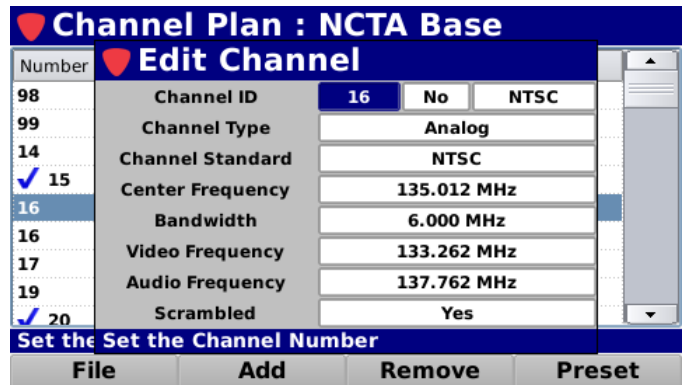 Channel Plan : NCTA Base
Number
Edit Channel
98
Channel ID 16 No NTSC
99
Channel Type Analog
14
Channel Standard NTSC
15
Center Frequency 135.012 MHz
16
Bandwidth 6.000 MHz
16
Video Frequency 133.262 MHz
17
Audio Frequency 137.762 MHz
19
Scrambled Yes
20
Set the Set the Channel Number
File Add Remove Preset